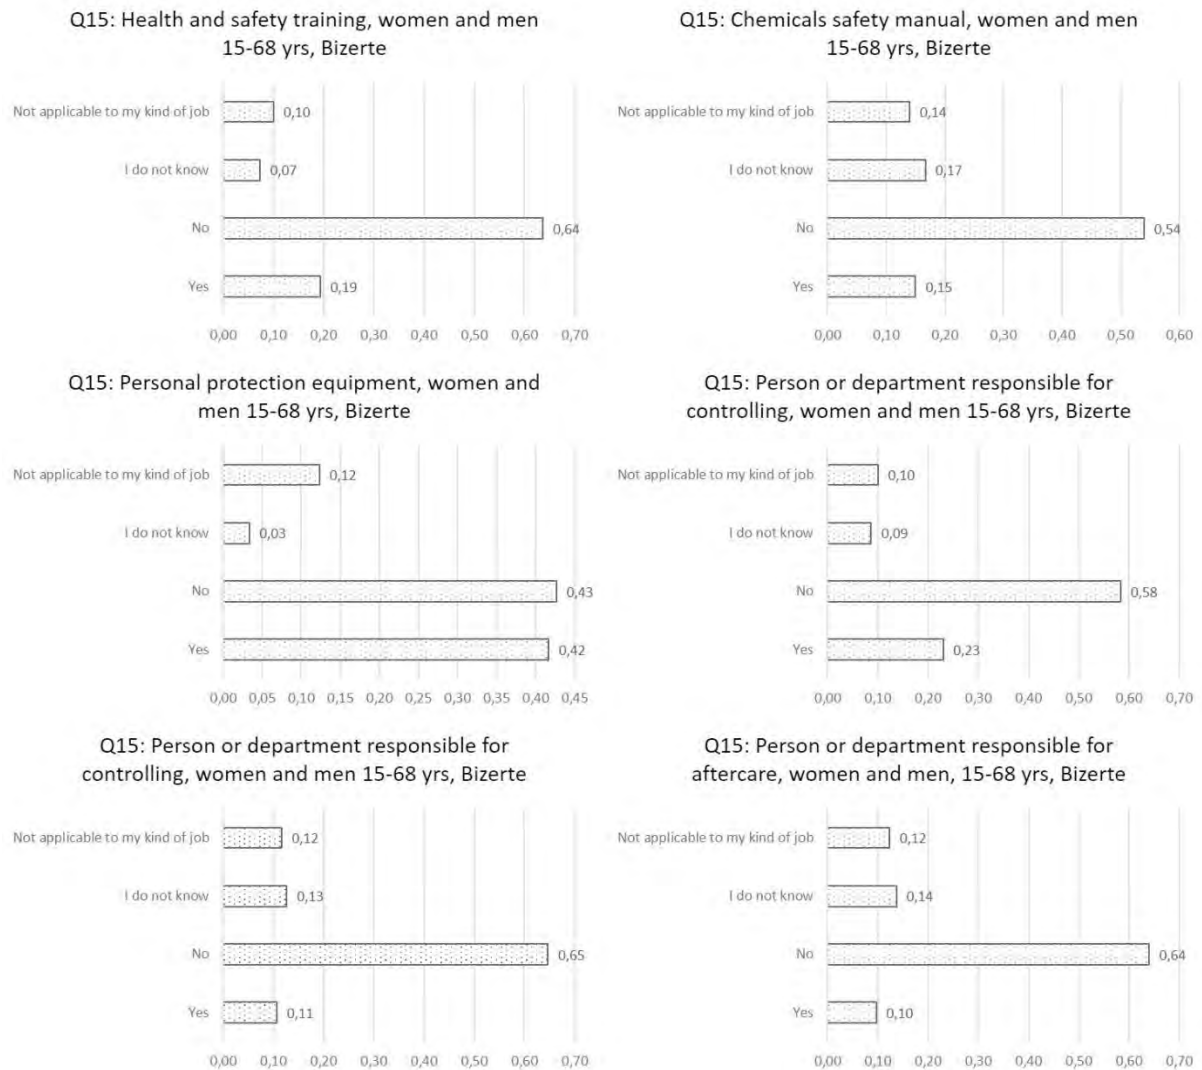 Q15: Health and safety training, women and men
15-68 yrs, Bizerte
Not applicable to my kind of job
0,10
I do not know
0,07
No
0,64
Yes
0,19
0,00 0,10 0,20 0,30 0,40 0,50 0,60 0,70
Q15: Chemicals safety manual, women and men
15-68 yrs, Bizerte
Not applicable to my kind of job
0,14
I do not know
0,17
No
0,54
Yes
0,15
0,00 0,10 0,20 0,30 0,40 0,50 0,60
Q15: Personal protection equipment, women and
men 15-68 yrs, Bizerte
Not applicable to my kind of job
0,12
I do not know
0,03
No
0,43
Yes
0,42
0,00 0,05 0,10 0,15 0,20 0,25 0,30 0,35 0,40 0,45
Q15: Person or department responsible for
controlling, women and men 15-68 yrs, Bizerte
Not applicable to my kind of job
0,10
I do not know
0,09
No
0,58
Yes
0,23
0,00 0,10 0,20 0,30 0,40 0,50 0,60 0,70
Q15: Person or department responsible for
controlling, women and men 15-68 yrs, Bizerte
Not applicable to my kind of job
0,12
I do not know
0,13
No
0,65
Yes
0,11
0,00 0,10 0,20 0,30 0,40 0,50 0,60 0,70
Q15: Person or department responsible for
aftercare, women and men, 15-68 yrs, Bizerte
Not applicable to my kind of job
0,12
I do not know
0,14
No
0,64
Yes
0,10
0,00 0,10 0,20 0,30 0,40 0,50 0,60 0,70